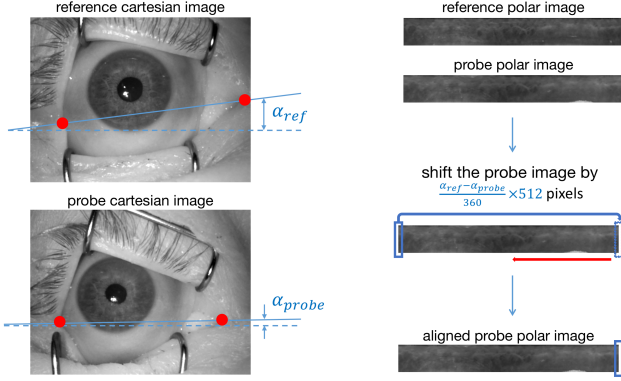 reference cartesian image
α_ref
probe cartesian image
α_probe
reference polar image
probe polar image
shift the probe image by
\frac{α_ref−α_probe}{360} ×512 pixels
aligned probe polar image